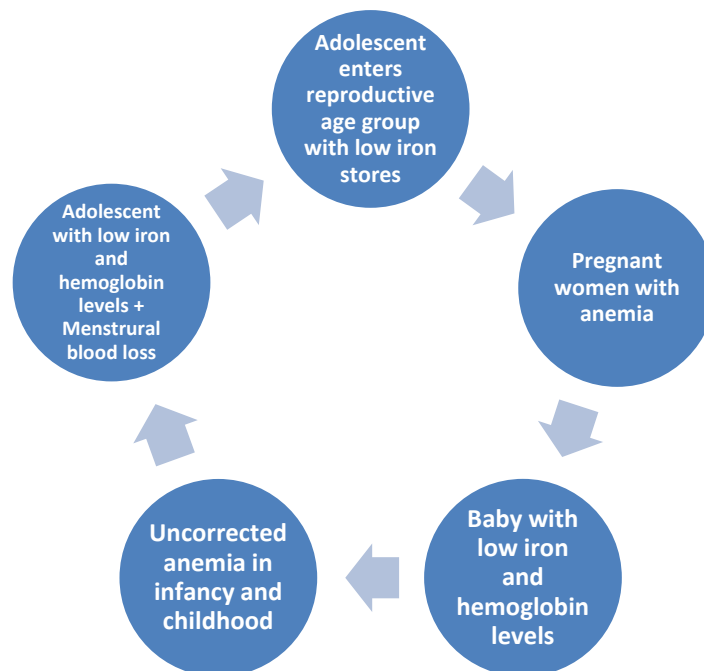 Adolescent
enters
reproductive
age group
with low iron
stores
Pregnant
women with
anemia
Baby with
low iron
and
hemoglobin
levels
Uncorrected
anemia in
infancy and
childhood
Adolescent
with low iron
and
hemoglobin
levels +
Menstrural
blood loss